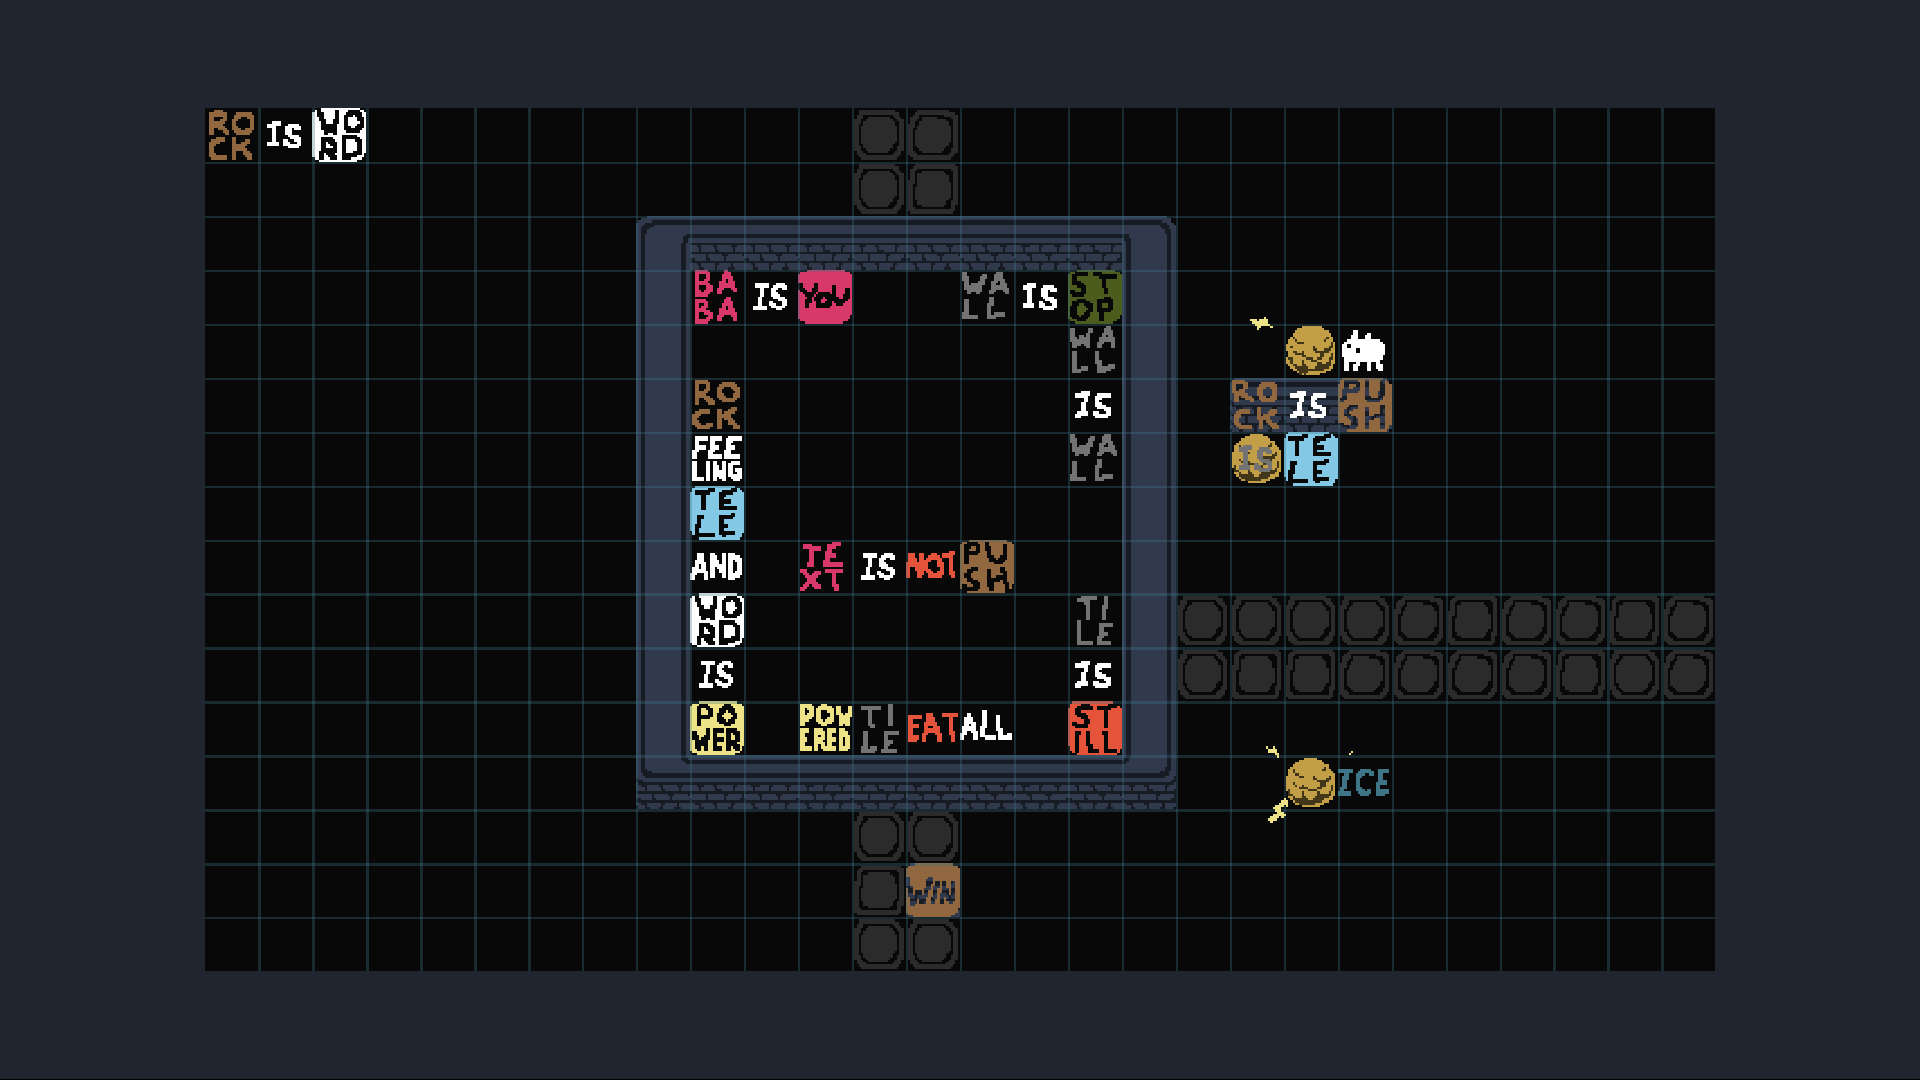 ROCK IS WORD
BABA IS YOU WALL IS STOP
WALL
ROCK IS ROCK IS PUSH
FEELING WALL IS TELE
TELE
AND TEXT IS NOT PUSH
WORD TILE
IS IS
POWER POWERED TILE EAT ALL STILL
ICE
WIN